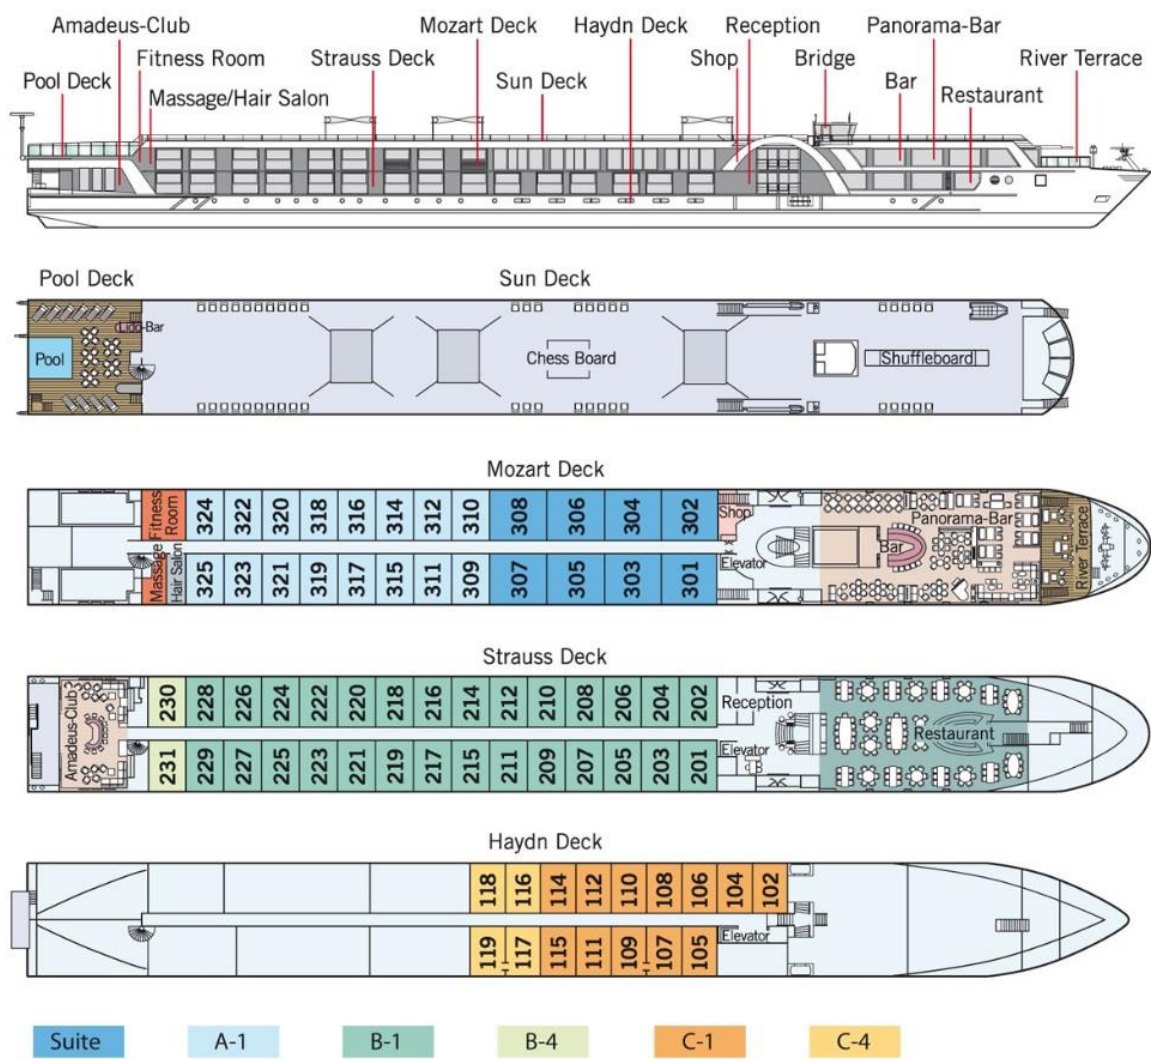 Amadeus-Club
Mozart Deck
Haydn Deck
Reception
Panorama-Bar
Fitness Room
Strauss Deck
Shop
Bridge
River Terrace
Pool Deck
Sun Deck
Bar
Massage/Hair Salon
Restaurant
Pool Deck
Sun Deck
Lido-Bar
Pool
Chess Board
Shuffleboard
Mozart Deck
Fitness
Room
324 322 320 318 316 314 312 310 308 306 304 302
Shop
Panorama-Bar
Bar
River Terrace
Massage
Hair Salon
325 323 321 319 317 315 311 309 307 305 303 301
Elevator
Strauss Deck
Amadeus-Club
230 228 226 224 222 220 218 216 214 212 210 208 206 204 202
Reception
Restaurant
231 229 227 225 223 221 219 217 215 211 209 207 205 203 201
Elevator
Haydn Deck
118 116 114 112 110 108 106 104 102
119 117 115 111 109 107 105
Elevator
Suite A-1 B-1 B-4 C-1 C-4